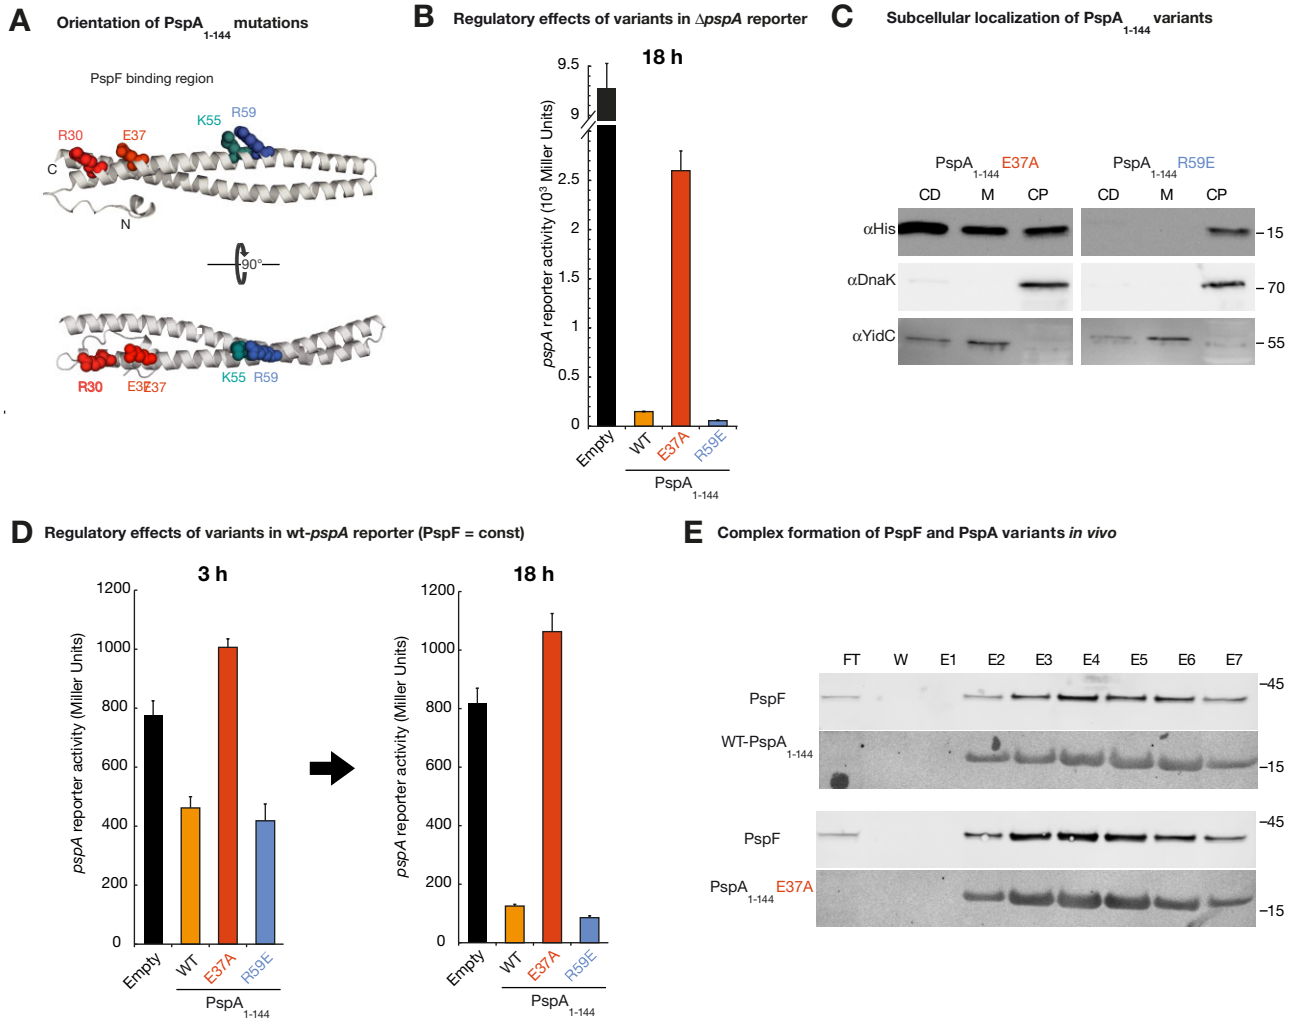 A Orientation of PspA1-144 mutations
PspF binding region
R30 E37 K55 R59
C
N
90°
R30 E37 E37 K55 R59
B Regulatory effects of variants in ΔpspA reporter
18 h
pspA reporter activity (10³ Miller Units)
9.5
9
2.5
2
1.5
1
0.5
0
Empty WT E37A R59E
PspA1-144
C Subcellular localization of PspA1-144 variants
PspA1-144E37A PspA1-144R59E
CD M CP CD M CP
αHis 15
αDnaK 70
αYidC 55
D Regulatory effects of variants in wt-pspA reporter (PspF = const)
3 h
pspA reporter activity (Miller Units)
1200
1000
800
600
400
200
0
Empty WT E37A R59E
PspA1-144
18 h
pspA reporter activity (Miller Units)
1200
1000
800
600
400
200
0
Empty WT E37A R59E
PspA1-144
E Complex formation of PspF and PspA variants in vivo
FT W E1 E2 E3 E4 E5 E6 E7
PspF 45
WT-PspA1-144 15
PspF 45
PspA1-144E37A 15